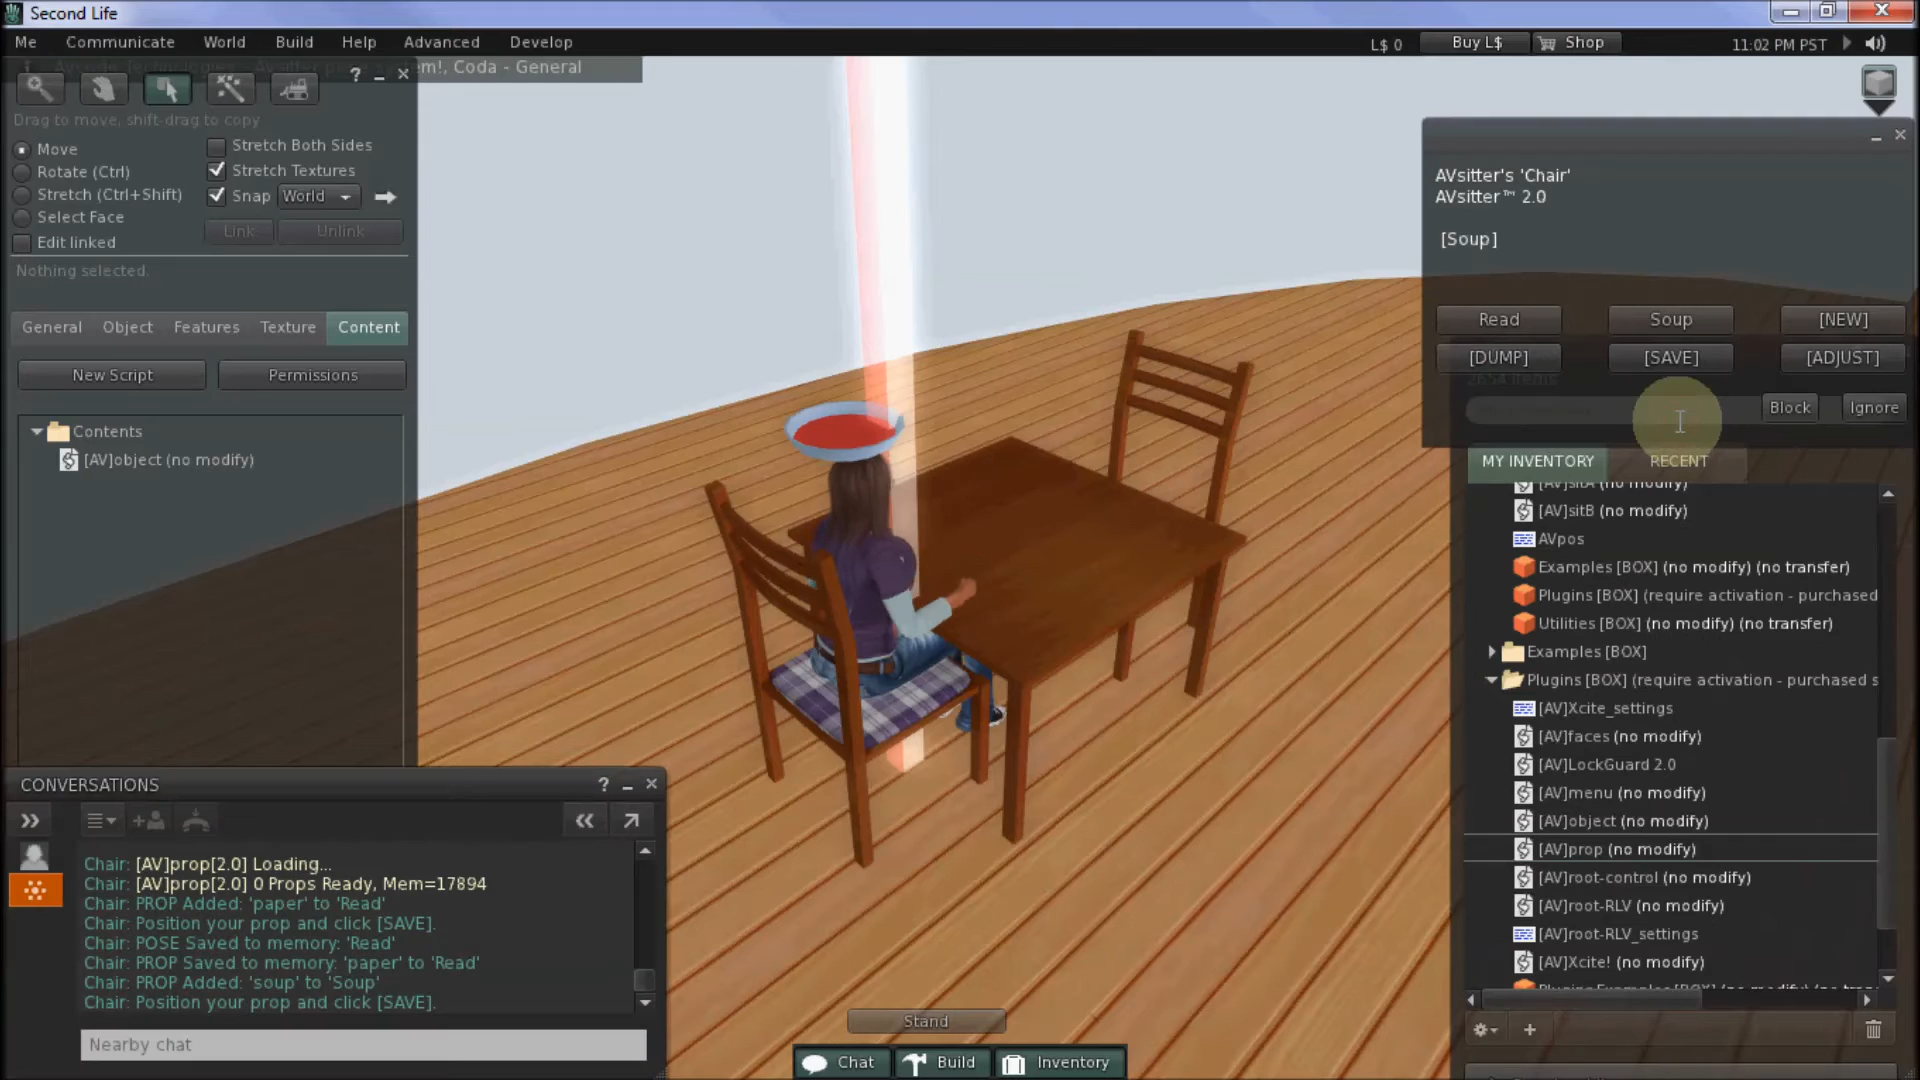 Second Life
Me Communicate World Build Help Advanced Develop
L$ 0 Buy L$ Shop 11:02 PM PST
m!, Coda - General
? _ ×
Drag to move, shift-drag to copy
Move
Rotate (Ctrl)
Stretch (Ctrl+Shift)
Select Face
Edit linked
Stretch Both Sides
Stretch Textures
Snap World
Link Unlink
Nothing selected.
General Object Features Texture Content
New Script Permissions
Contents
[AV]object (no modify)
AVsitter's 'Chair'
AVsitter™ 2.0
[Soup]
Read Soup [NEW]
[DUMP] [SAVE] [ADJUST]
2654 items
Block Ignore
MY INVENTORY RECENT
[AV]sitA (no modify)
[AV]sitB (no modify)
AVpos
Examples [BOX] (no modify) (no transfer)
Plugins [BOX] (require activation - purchased
Utilities [BOX] (no modify) (no transfer)
Examples [BOX]
Plugins [BOX] (require activation - purchased s
[AV]Xcite_settings
[AV]faces (no modify)
[AV]LockGuard 2.0
[AV]menu (no modify)
[AV]object (no modify)
[AV]prop (no modify)
[AV]root-control (no modify)
[AV]root-RLV (no modify)
[AV]root-RLV_settings
[AV]Xcite! (no modify)
CONVERSATIONS
Chair: [AV]prop[2.0] Loading...
Chair: [AV]prop[2.0] 0 Props Ready, Mem=17894
Chair: PROP Added: 'paper' to 'Read'
Chair: Position your prop and click [SAVE].
Chair: POSE Saved to memory: 'Read'
Chair: PROP Saved to memory: 'paper' to 'Read'
Chair: PROP Added: 'soup' to 'Soup'
Chair: Position your prop and click [SAVE].
Nearby chat
Stand
Chat Build Inventory